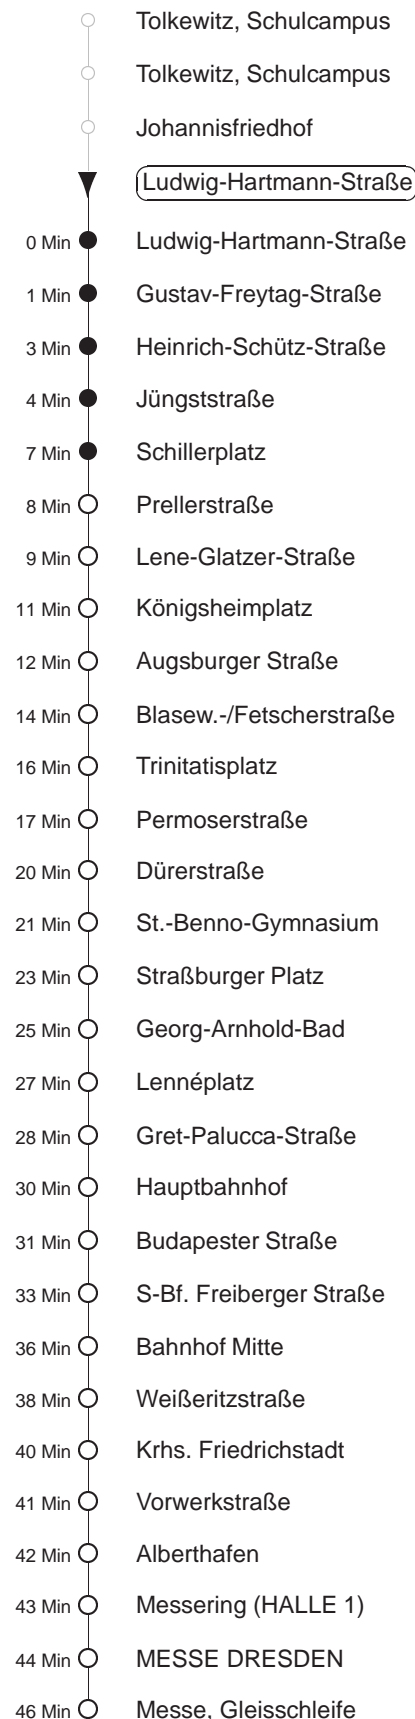 Tolkewitz, Schulcampus
Tolkewitz, Schulcampus
Johannisfriedhof
Ludwig-Hartmann-Straße
0 Min Ludwig-Hartmann-Straße
1 Min Gustav-Freytag-Straße
3 Min Heinrich-Schütz-Straße
4 Min Jüngststraße
7 Min Schillerplatz
8 Min Prellerstraße
9 Min Lene-Glatzer-Straße
11 Min Königsheimplatz
12 Min Augsburger Straße
14 Min Blasew.-/Fetscherstraße
16 Min Trinitatisplatz
17 Min Permoserstraße
20 Min Dürerstraße
21 Min St.-Benno-Gymnasium
23 Min Straßburger Platz
25 Min Georg-Arnhold-Bad
27 Min Lennéplatz
28 Min Gret-Palucca-Straße
30 Min Hauptbahnhof
31 Min Budapester Straße
33 Min S-Bf. Freiberger Straße
36 Min Bahnhof Mitte
38 Min Weißeritzstraße
40 Min Krhs. Friedrichstadt
41 Min Vorwerkstraße
42 Min Alberthafen
43 Min Messering (HALLE 1)
44 Min MESSE DRESDEN
46 Min Messe, Gleisschleife